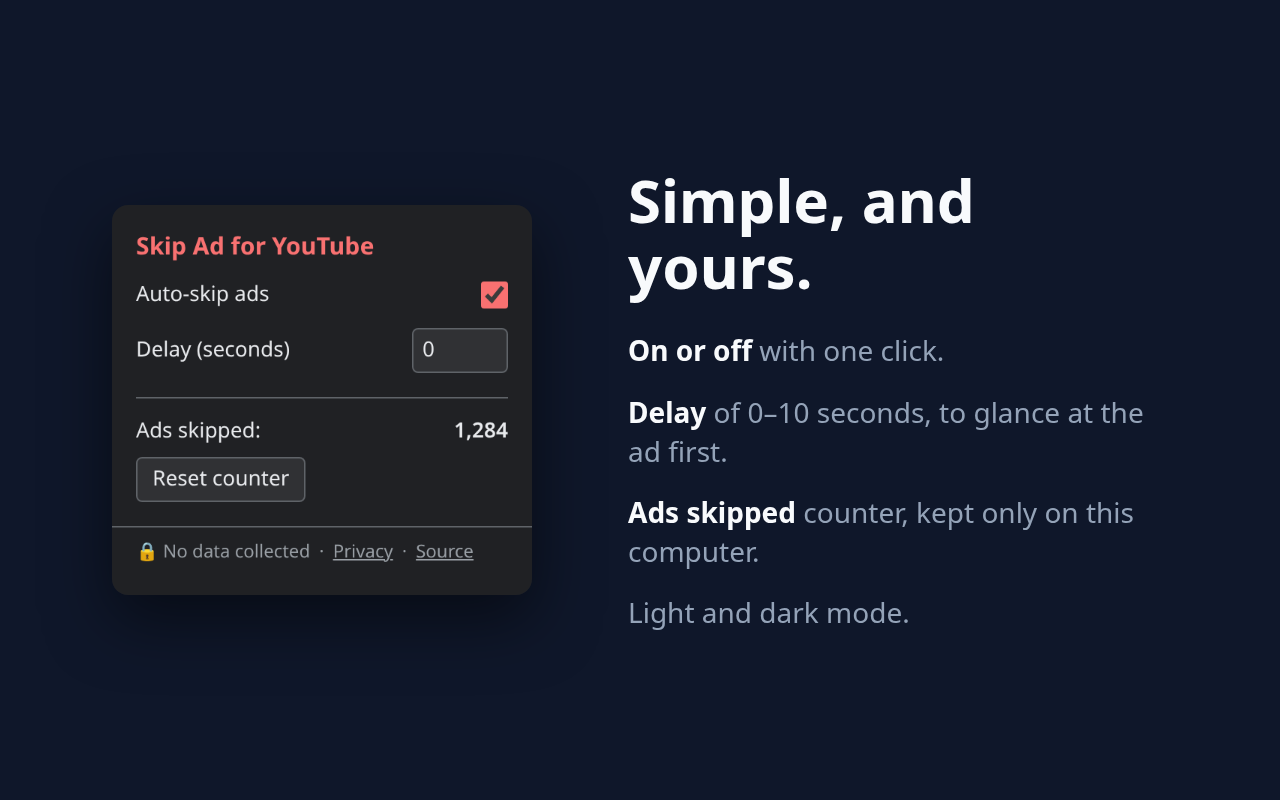 Skip Ad for YouTube
Auto-skip ads
Delay (seconds)
0
Ads skipped:
1,284
Reset counter
🔒 No data collected · Privacy · Source
Simple, and
yours.
On or off with one click.
Delay of 0–10 seconds, to glance at the
ad first.
Ads skipped counter, kept only on this
computer.
Light and dark mode.